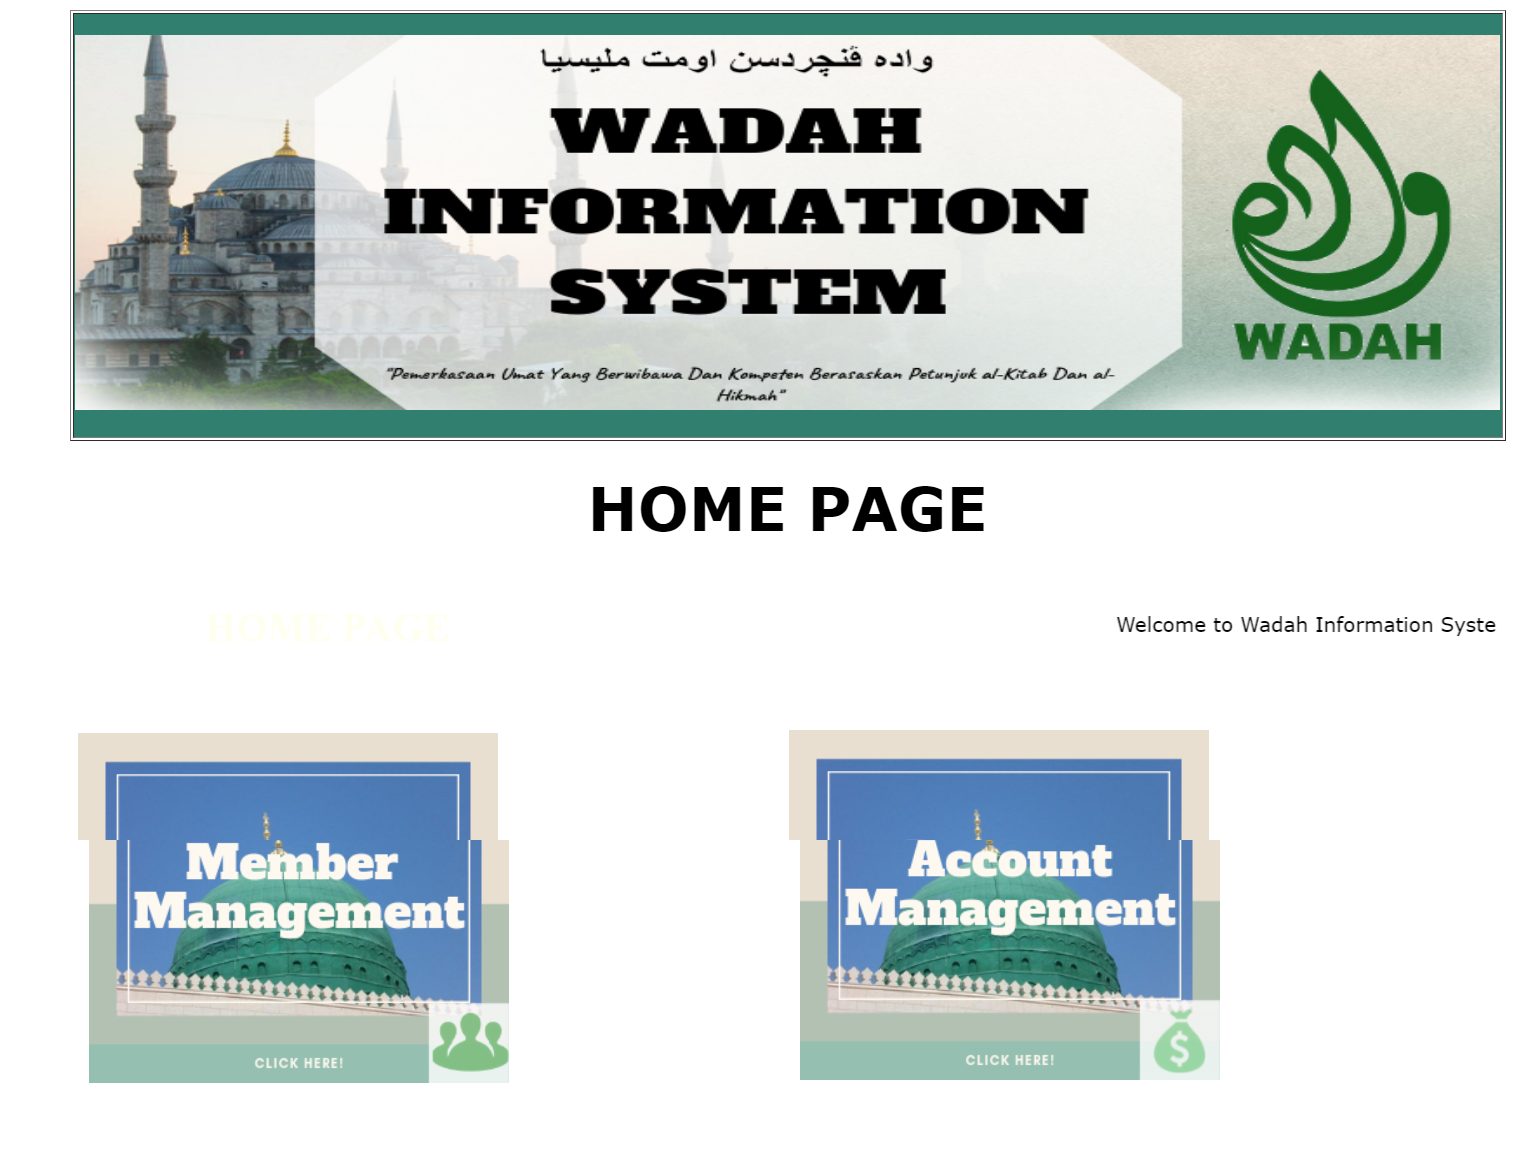 واده ڤنچردسن اومت مليسيا
WADAH
INFORMATION
SYSTEM
"Pemerkasaan Umat Yang Berwibawa Dan Kompeten Berasaskan Petunjuk al-Kitab Dan al-
Hikmah"
WADAH
HOME PAGE
HOME PAGE
Welcome to Wadah Information Syste
Member
Management
CLICK HERE!
Account
Management
CLICK HERE!